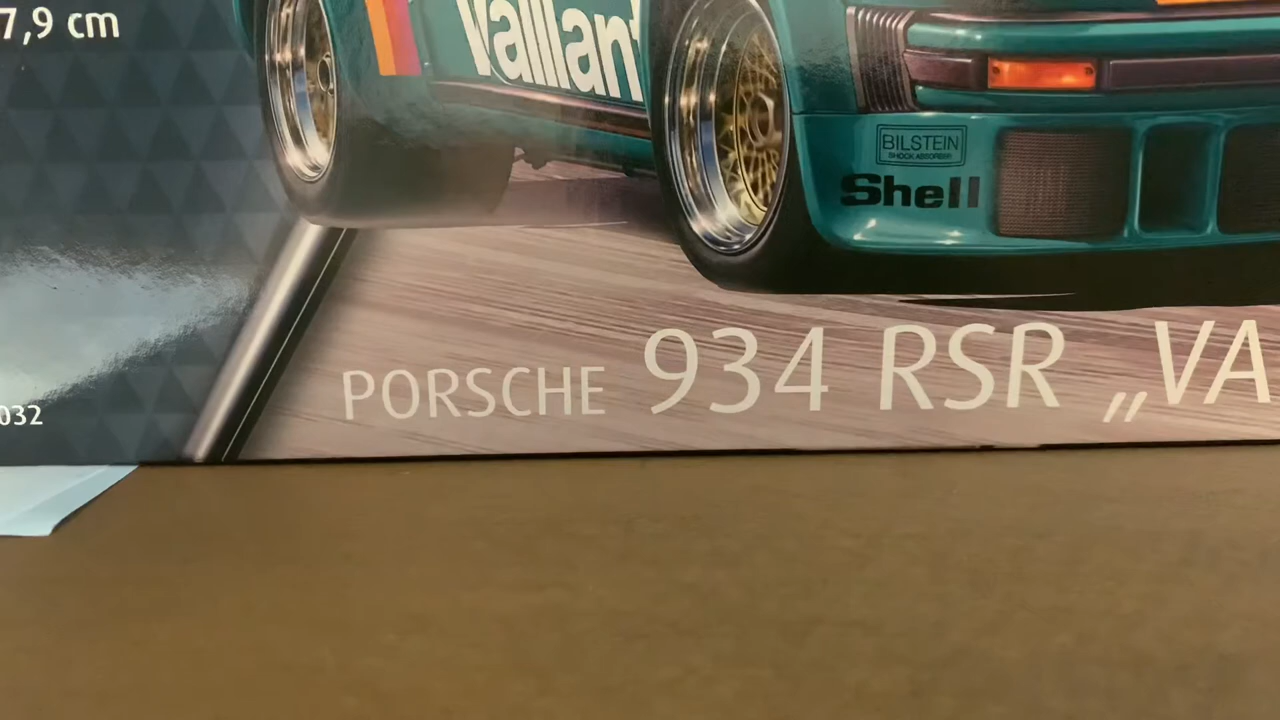 7,9 cm
Vaillant
BILSTEIN
SHOCK ABSORBER
Shell
PORSCHE 934 RSR „VA
032